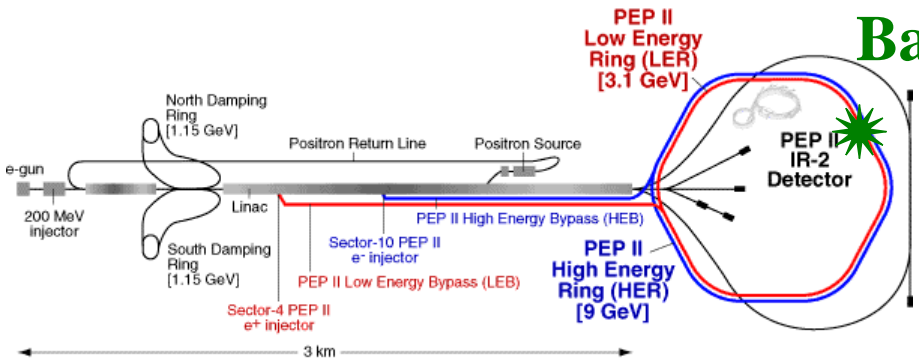 PEP II
Low Energy
Ring (LER)
[3.1 GeV]
Ba
North Damping
Ring
[1.15 GeV]
Positron Return Line
Positron Source
e-gun
200 MeV
injector
Linac
PEP II
IR-2
Detector
PEP II High Energy Bypass (HEB)
South Damping
Ring
[1.15 GeV]
Sector-10 PEP II
e- injector
PEP II Low Energy Bypass (LEB)
PEP II
High Energy
Ring (HER)
[9 GeV]
Sector-4 PEP II
e+ injector
3 km